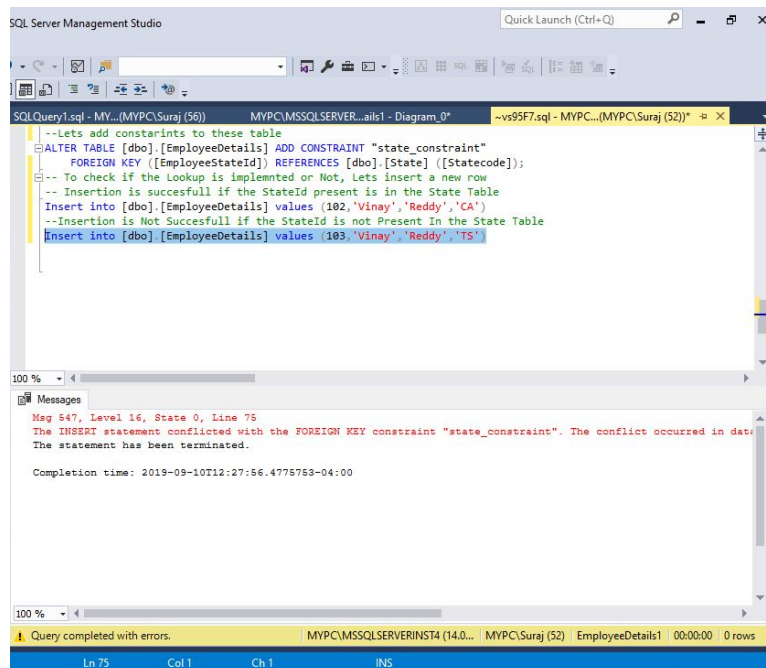 SQL Server Management Studio
Quick Launch (Ctrl+Q)
SQLQuery1.sql - MY...(MYPC\Suraj (56))
MYPC\MSSQLSERVER...ails1 - Diagram_0*
~vs95F7.sql - MYPC...(MYPC\Suraj (52))*
--Lets add constarints to these table
ALTER TABLE [dbo].[EmployeeDetails] ADD CONSTRAINT "state_constraint"
FOREIGN KEY ([EmployeeStateId]) REFERENCES [dbo].[State] ([Statecode]);
-- To check if the Lookup is implemnted or Not, Lets insert a new row
-- Insertion is succesfull if the StateId present is in the State Table
Insert into [dbo].[EmployeeDetails] values (102,'Vinay','Reddy','CA')
--Insertion is Not Succesfull if the StateId is not Present In the State Table
Insert into [dbo].[EmployeeDetails] values (103,'Vinay','Reddy','TS')
100 %
Messages
Msg 547, Level 16, State 0, Line 75
The INSERT statement conflicted with the FOREIGN KEY constraint "state_constraint". The conflict occurred in data
The statement has been terminated.
Completion time: 2019-09-10T12:27:56.4775753-04:00
100 %
Query completed with errors.
MYPC\MSSQLSERVERINST4 (14.0...
MYPC\Suraj (52)
EmployeeDetails1
00:00:00
0 rows
Ln 75
Col 1
Ch 1
INS